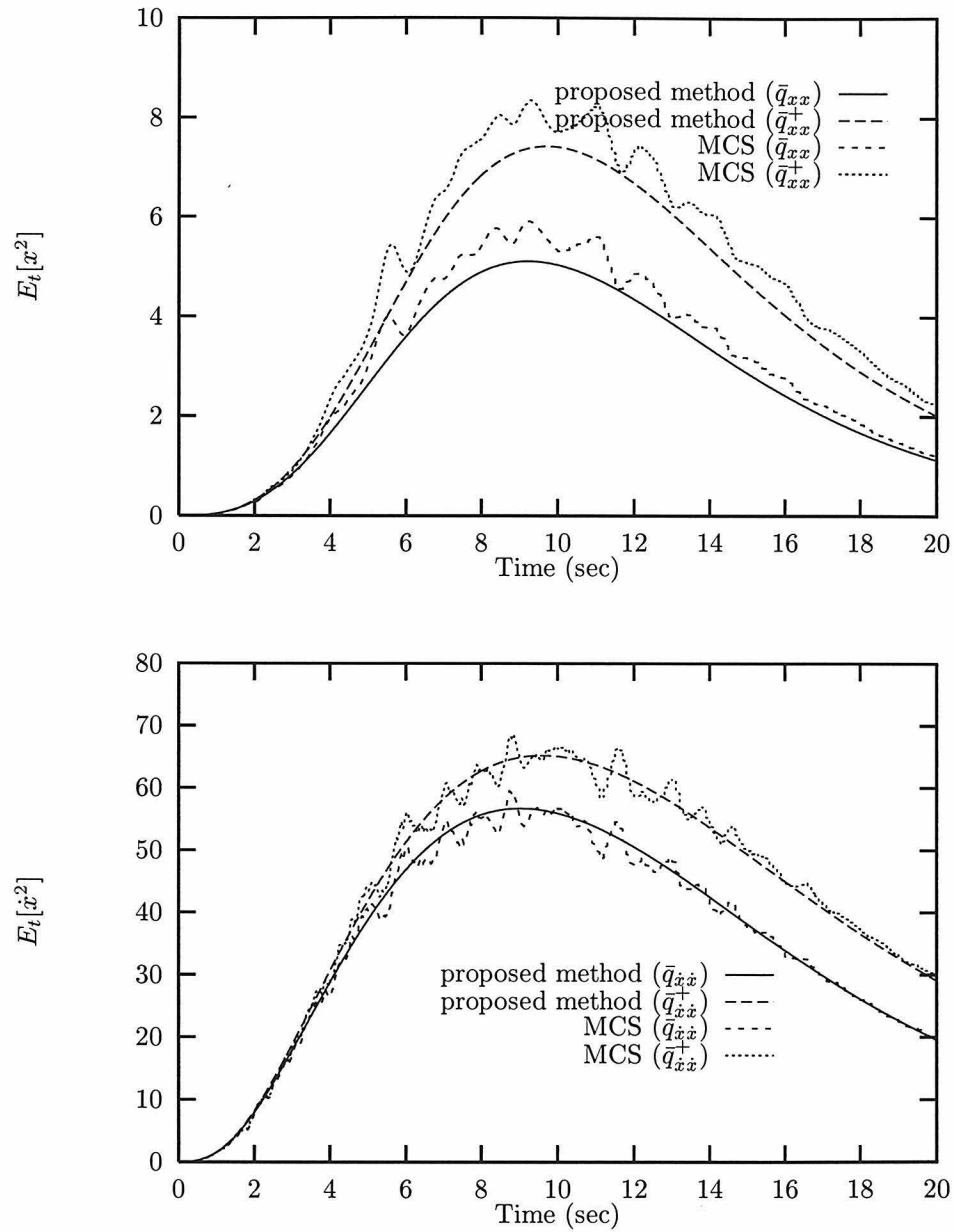 10
8
6
4
2
0
E_t[x^2]
proposed method (q̄_{xx})
proposed method (q̄^+_{xx})
MCS (q̄_{xx})
MCS (q̄^+_{xx})
0 2 4 6 8 10 12 14 16 18 20
Time (sec)
80
70
60
50
40
30
20
10
0
E_t[ẋ^2]
proposed method (q̄_{ẋẋ})
proposed method (q̄^+_{ẋẋ})
MCS (q̄_{ẋẋ})
MCS (q̄^+_{ẋẋ})
0 2 4 6 8 10 12 14 16 18 20
Time (sec)